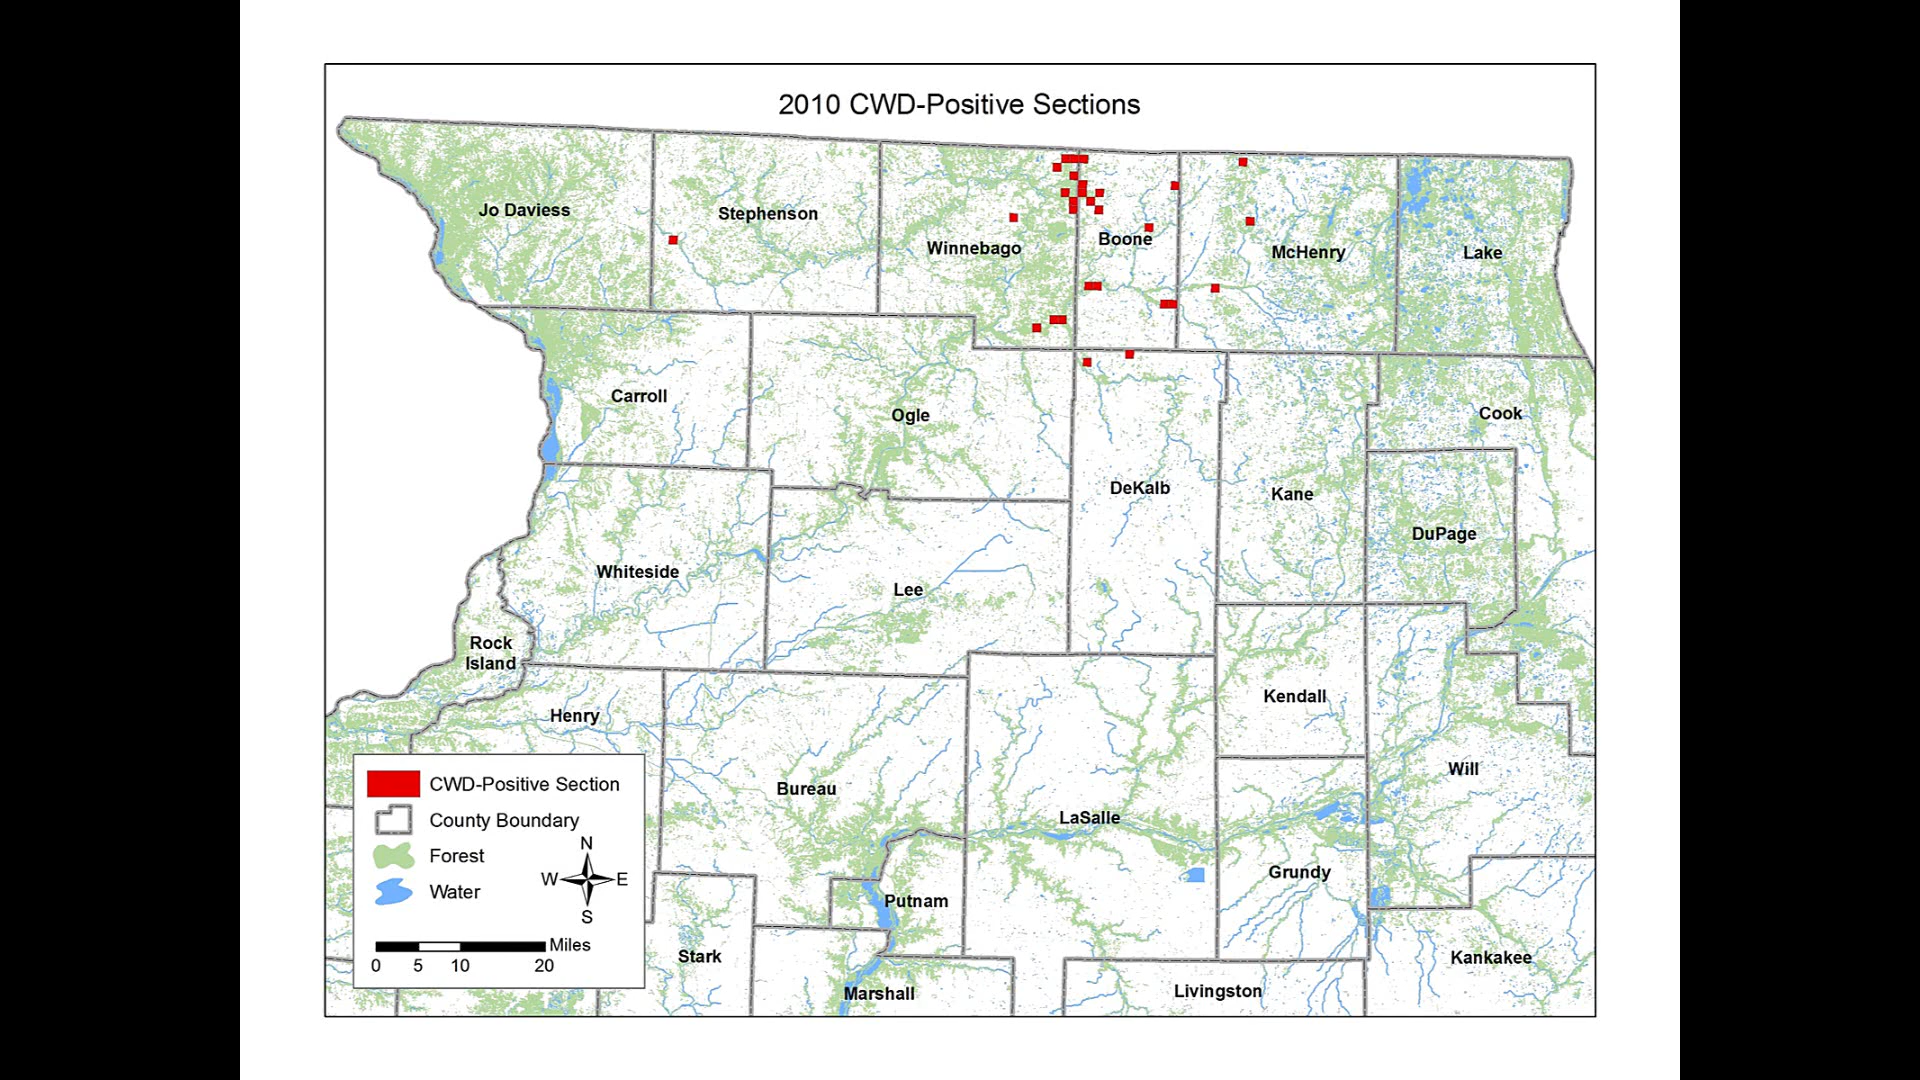 2010 CWD-Positive Sections
Jo Daviess
Stephenson
Winnebago
Boone
McHenry
Lake
Carroll
Ogle
Cook
DeKalb
Kane
DuPage
Whiteside
Lee
Rock
Island
Kendall
Henry
Will
Bureau
LaSalle
Grundy
Putnam
Stark
Kankakee
Marshall
Livingston
CWD-Positive Section
County Boundary
Forest
Water
N
W E
S
Miles
0 5 10 20